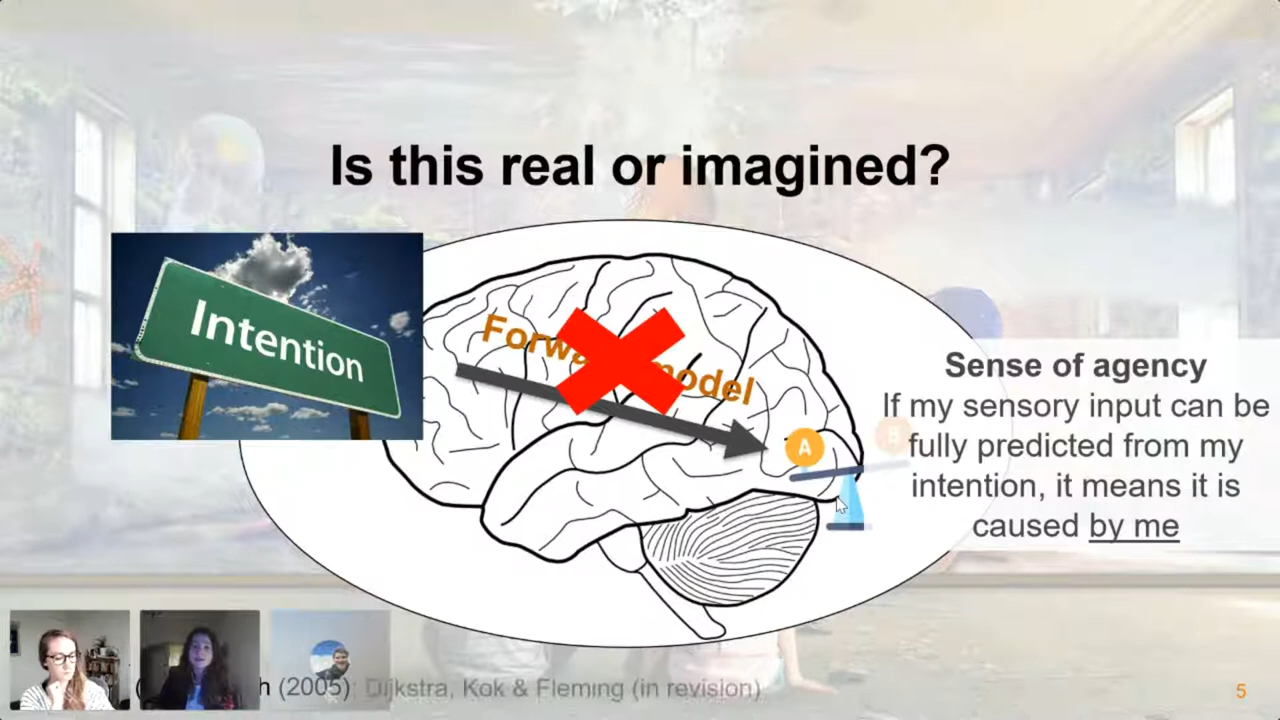 Is this real or imagined?
Intention
Forward model
A
B
Sense of agency
If my sensory input can be
fully predicted from my
intention, it means it is
caused by me
h (2005); Dijkstra, Kok & Fleming (in revision)
5